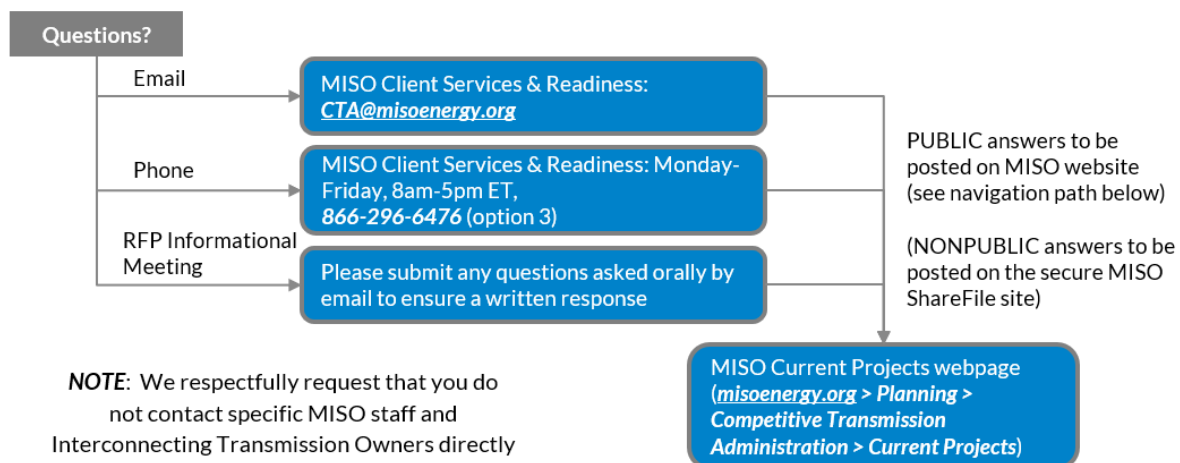 Questions?
Email
MISO Client Services & Readiness:
CTA@misoenergy.org
Phone
MISO Client Services & Readiness: Monday-
Friday, 8am-5pm ET,
866-296-6476 (option 3)
RFP Informational
Meeting
Please submit any questions asked orally by
email to ensure a written response
PUBLIC answers to be
posted on MISO website
(see navigation path below)
(NONPUBLIC answers to be
posted on the secure MISO
ShareFile site)
NOTE: We respectfully request that you do
not contact specific MISO staff and
Interconnecting Transmission Owners directly
MISO Current Projects webpage
(misoenergy.org > Planning >
Competitive Transmission
Administration > Current Projects)